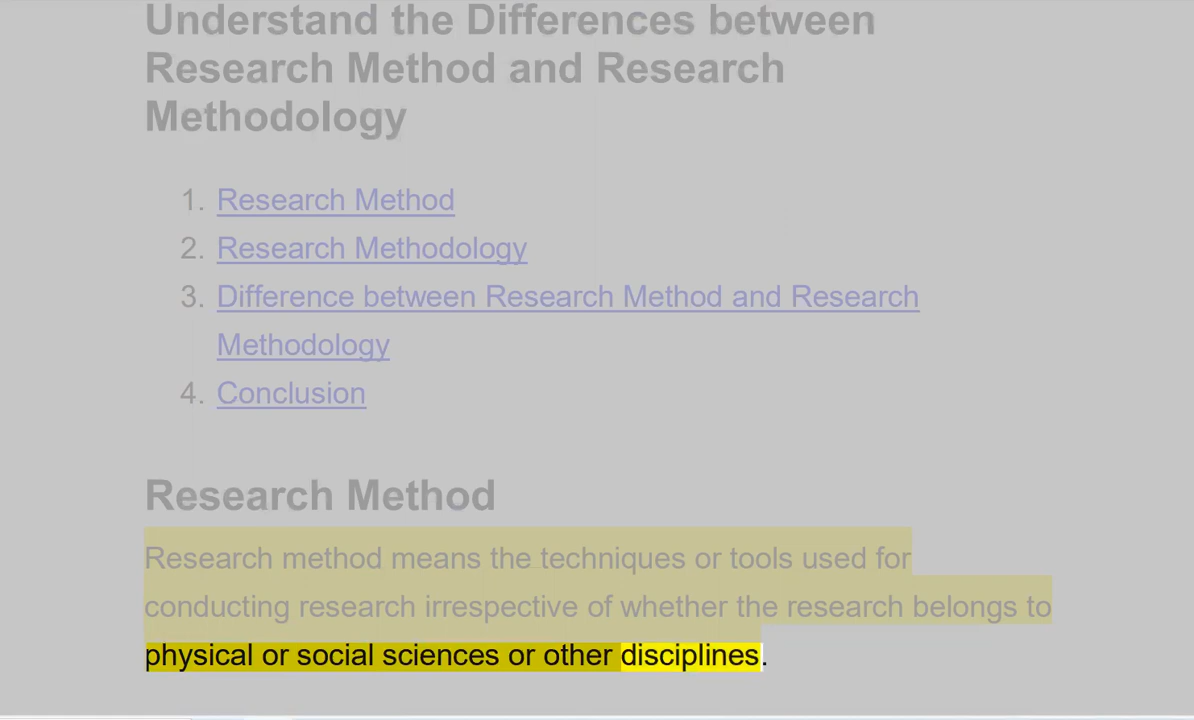 Understand the Differences between
Research Method and Research
Methodology
1. Research Method
2. Research Methodology
3. Difference between Research Method and Research
Methodology
4. Conclusion
Research Method
Research method means the techniques or tools used for
conducting research irrespective of whether the research belongs to
physical or social sciences or other disciplines.